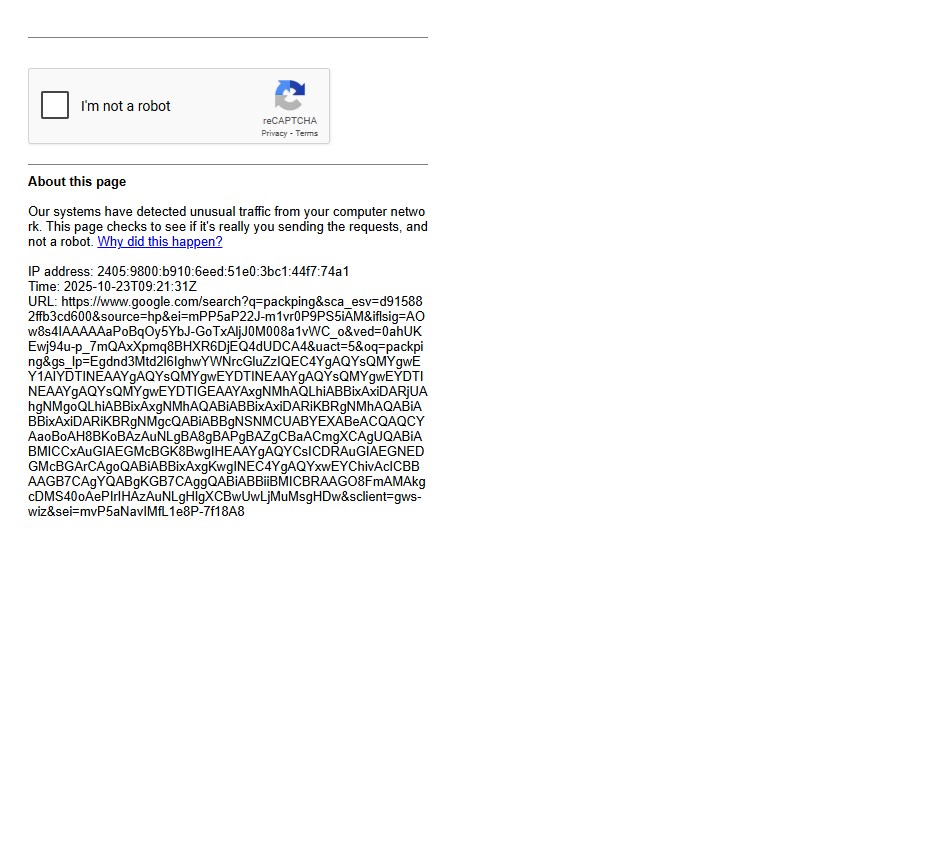 I'm not a robot
reCAPTCHA
Privacy - Terms
About this page
Our systems have detected unusual traffic from your computer netwo
rk. This page checks to see if it's really you sending the requests, and
not a robot. Why did this happen?
IP address: 2405:9800:b910:6eed:51e0:3bc1:44f7:74a1
Time: 2025-10-23T09:21:31Z
URL: https://www.google.com/search?q=packping&sca_esv=d91588
2ffb3cd600&source=hp&ei=mPP5aP22J-m1vr0P9PS5iAM&iflsig=AO
w8s4IAAAAAaPoBqOy5YbJ-GoTxAljJ0M008a1vWC_o&ved=0ahUK
Ewj94u-p_7mQAxXpmq8BHXR6DjEQ4dUDCA4&uact=5&oq=packpi
ng&gs_lp=Egdnd3Mtd2l6IghwYWNrcGluZzIQEC4YgAQYsQMYgwE
Y1AIYDTINEAAYgAQYsQMYgwEYDTINEAAYgAQYsQMYgwEYDTI
NEAAYgAQYsQMYgwEYDTIGEAAYAxgNMhAQLhiABBixAxiDARjUA
hgNMgoQLhiABBixAxgNMhAQABiABBixAxiDARiKBRgNMhAQABiA
BBixAxiDARiKBRgNMgcQABiABBgNSNMCUABYEXABeACQAQCY
AaoBoAH8BKoBAzAuNLgBA8gBAPgBAZgCBaACmgXCAgUQABiA
BMICCxAuGIAEGMcBGK8BwgIHEAAYgAQYCsICDRAuGIAEGNED
GMcBGArCAgoQABiABBixAxgKwgINEC4YgAQYxwEYChivAcICBB
AAGB7CAgYQABgKGB7CAggQABiABBiiBMICBRAAGO8FmAMAkg
cDMS40oAePIrIHAzAuNLgHlgXCBwUwLjMuMsgHDw&sclient=gws-
wiz&sei=mvP5aNavIMfL1e8P-7f18A8